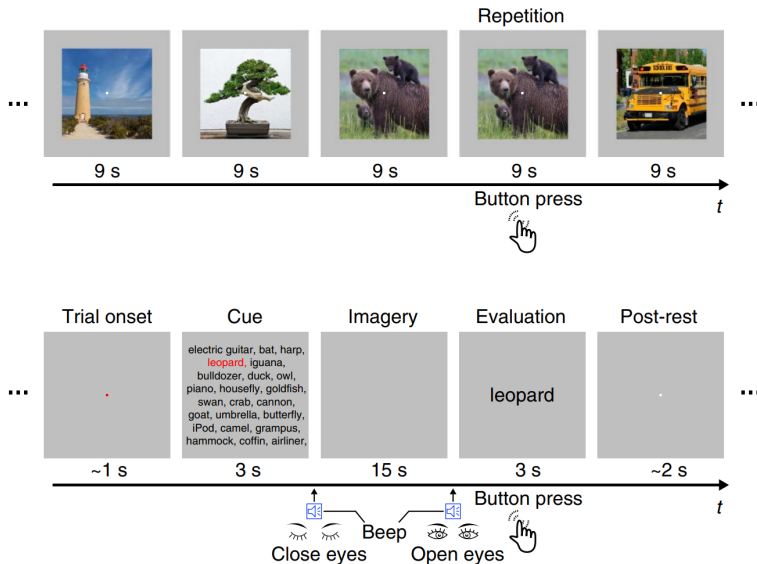 Repetition
...
...
9 s 9 s 9 s 9 s 9 s
Button press
t
Trial onset Cue Imagery Evaluation Post-rest
electric guitar, bat, harp,
leopard, iguana,
bulldozer, duck, owl,
piano, housefly, goldfish,
swan, crab, cannon,
goat, umbrella, butterfly,
iPod, camel, grampus,
hammock, coffin, airliner,
leopard
...
...
~1 s 3 s 15 s 3 s ~2 s
Button press
t
Beep
Close eyes Open eyes